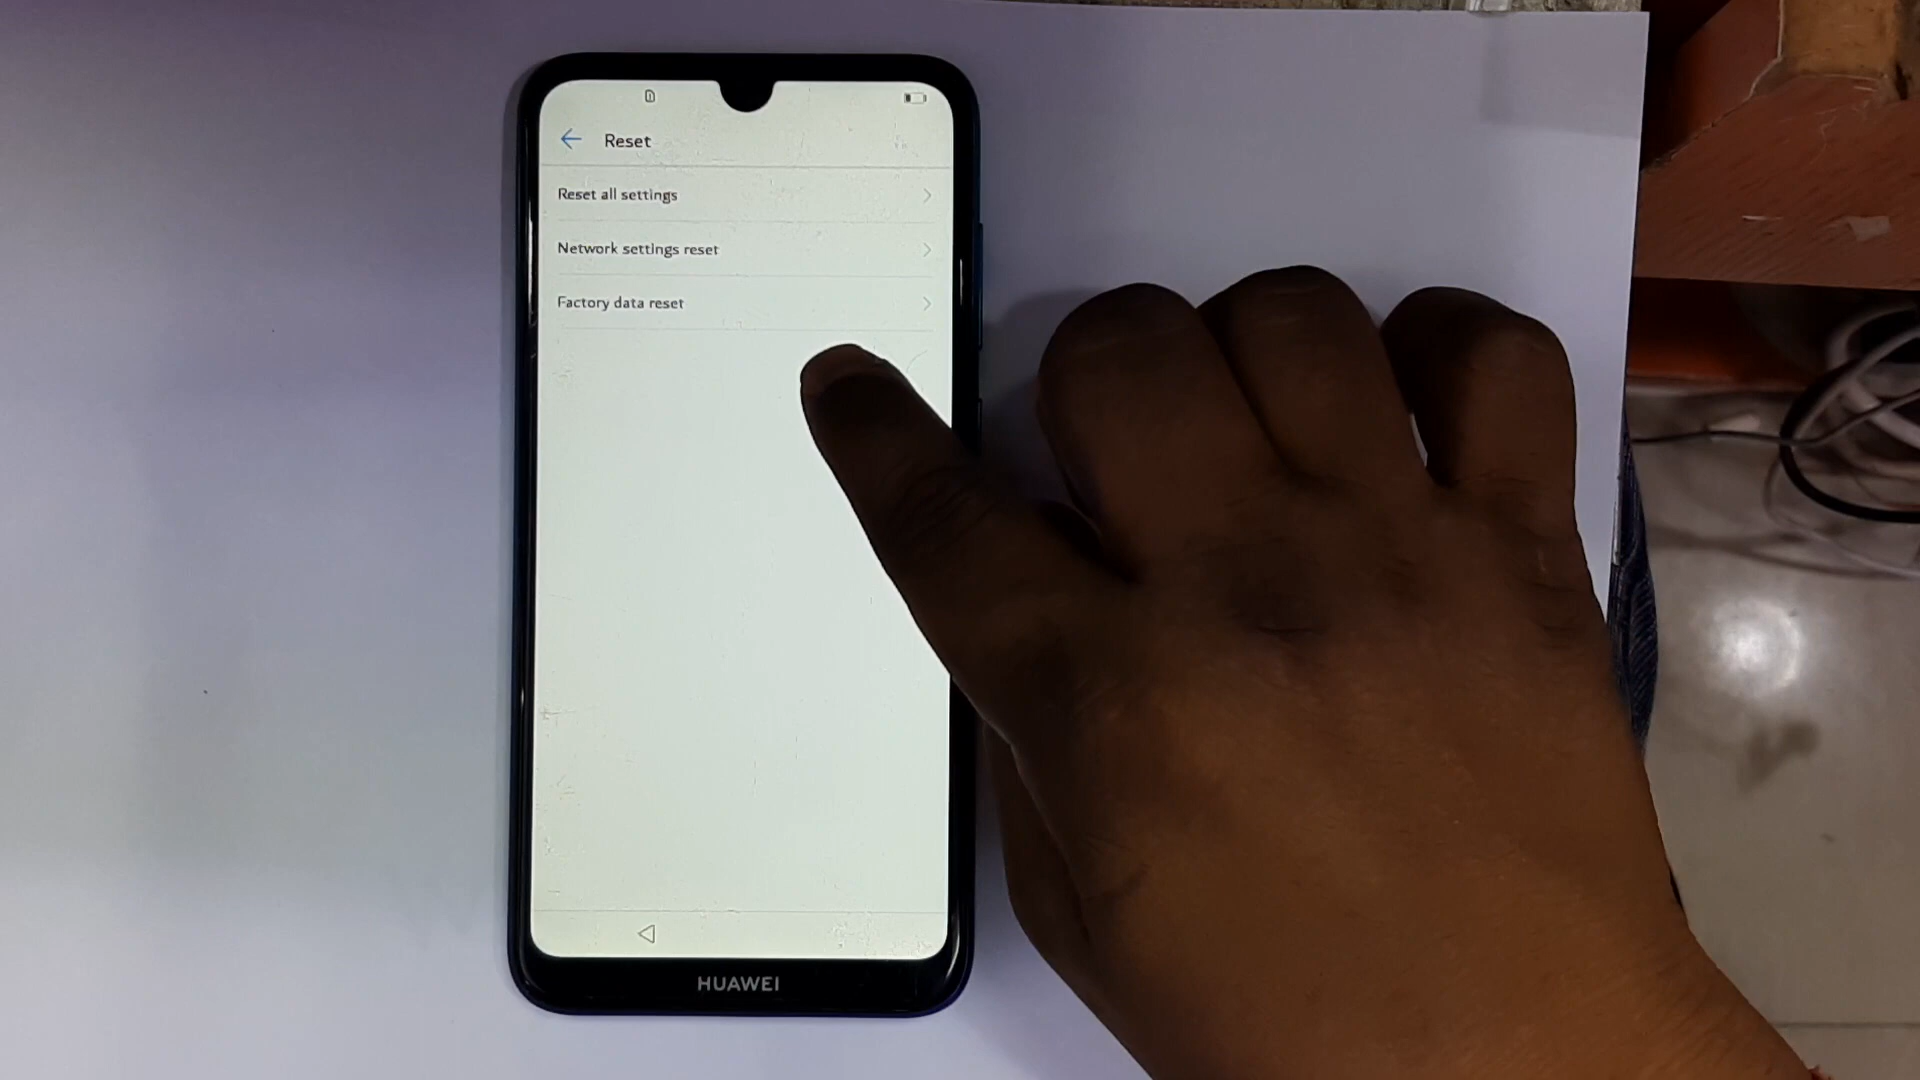 Reset
Reset all settings
Network settings reset
Factory data reset
HUAWEI